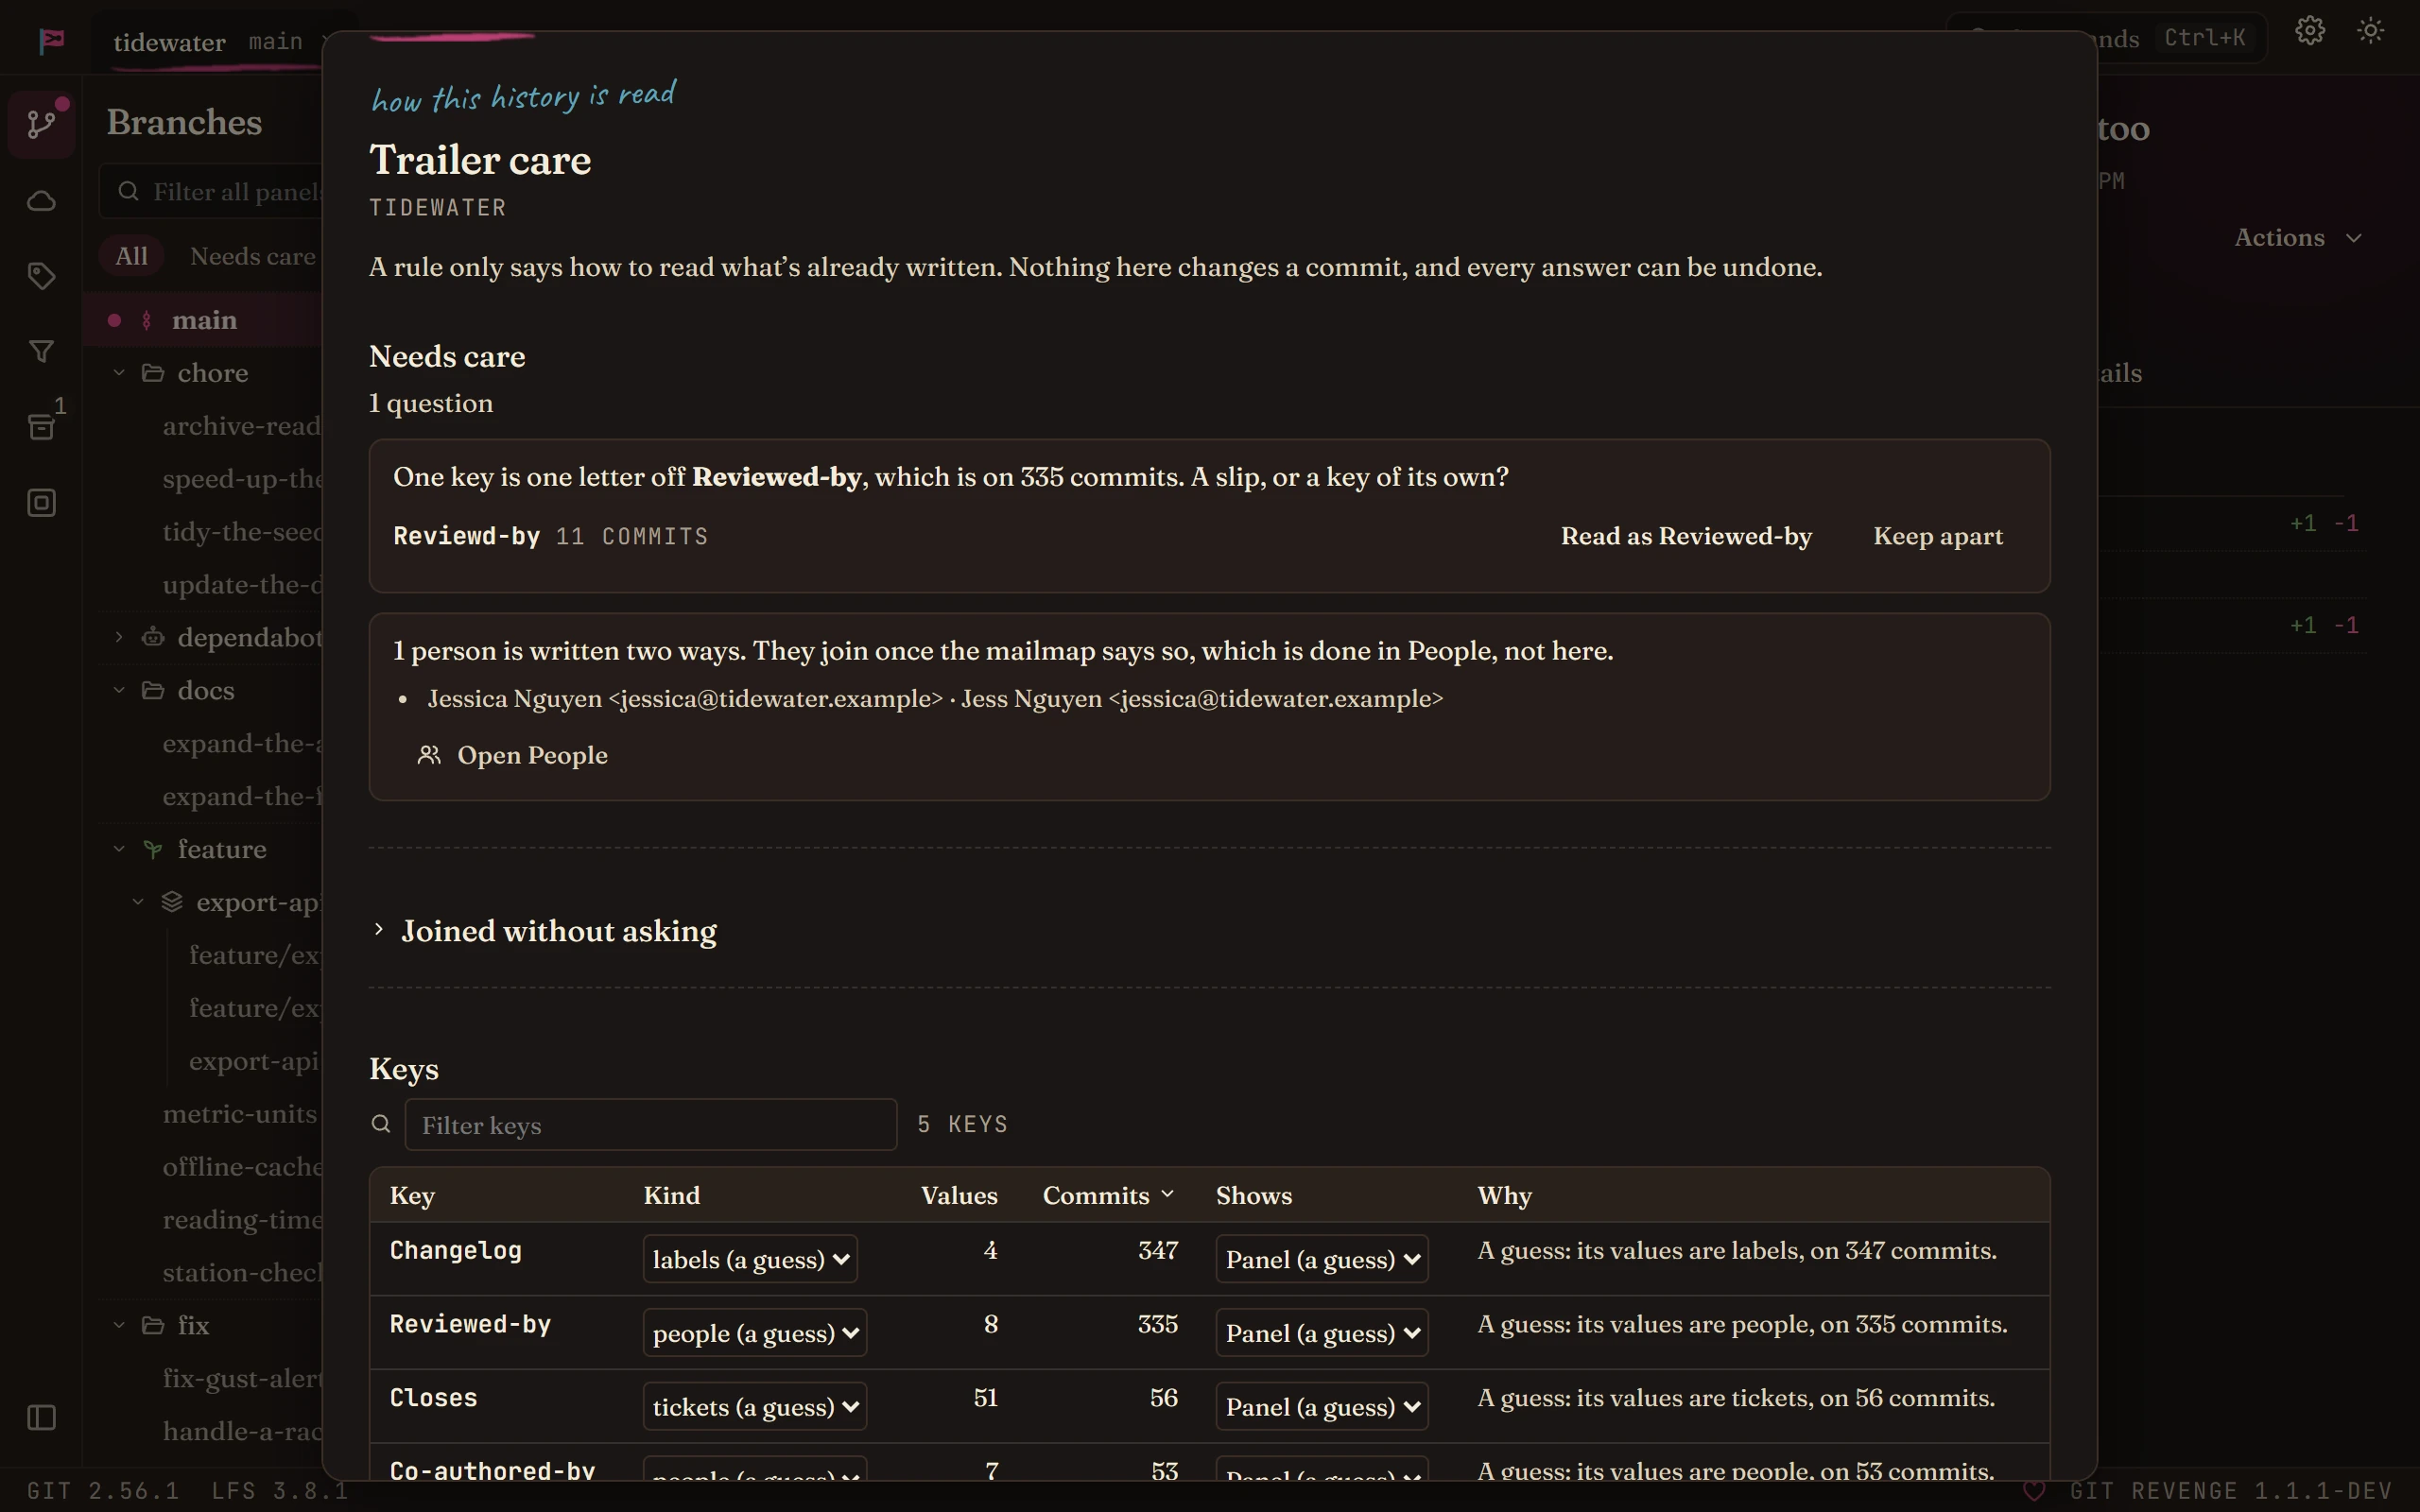 tidewater main
Ctrl+K
how this history is read
Trailer care
TIDEWATER
A rule only says how to read what's already written. Nothing here changes a commit, and every answer can be undone.
Needs care
1 question
One key is one letter off Reviewed-by, which is on 335 commits. A slip, or a key of its own?
Reviewd-by 11 COMMITS Read as Reviewed-by Keep apart
1 person is written two ways. They join once the mailmap says so, which is done in People, not here.
• Jessica Nguyen <jessica@tidewater.example> · Jess Nguyen <jessica@tidewater.example>
Open People
Joined without asking
Keys
Filter keys 5 KEYS
Key Kind Values Commits Shows Why
Changelog labels (a guess) 4 347 Panel (a guess) A guess: its values are labels, on 347 commits.
Reviewed-by people (a guess) 8 335 Panel (a guess) A guess: its values are people, on 335 commits.
Closes tickets (a guess) 51 56 Panel (a guess) A guess: its values are tickets, on 56 commits.
Co-authored-by people (a guess) 7 53 Panel (a guess) A guess: its values are people, on 53 commits.
Branches
Filter all panels
All Needs care
main
chore
archive-read
speed-up-the
tidy-the-seed
update-the-d
dependabot
docs
expand-the-a
expand-the-f
feature
export-api
feature/exp
feature/exp
export-api
metric-units
offline-cache
reading-time
station-check
fix
fix-gust-alert
handle-a-rac
1
too
PM
Actions
ails
+1 -1
+1 -1
GIT 2.56.1 LFS 3.8.1
GIT REVENGE 1.1.1-DEV